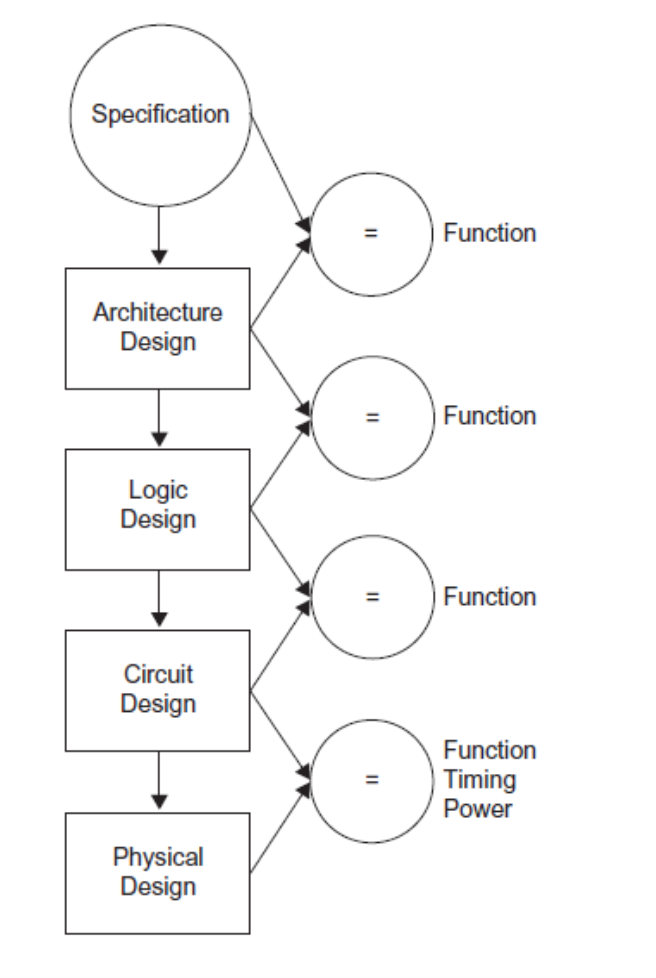 Specification
=
Function
Architecture
Design
=
Function
Logic
Design
=
Function
Circuit
Design
=
Function
Timing
Power
Physical
Design